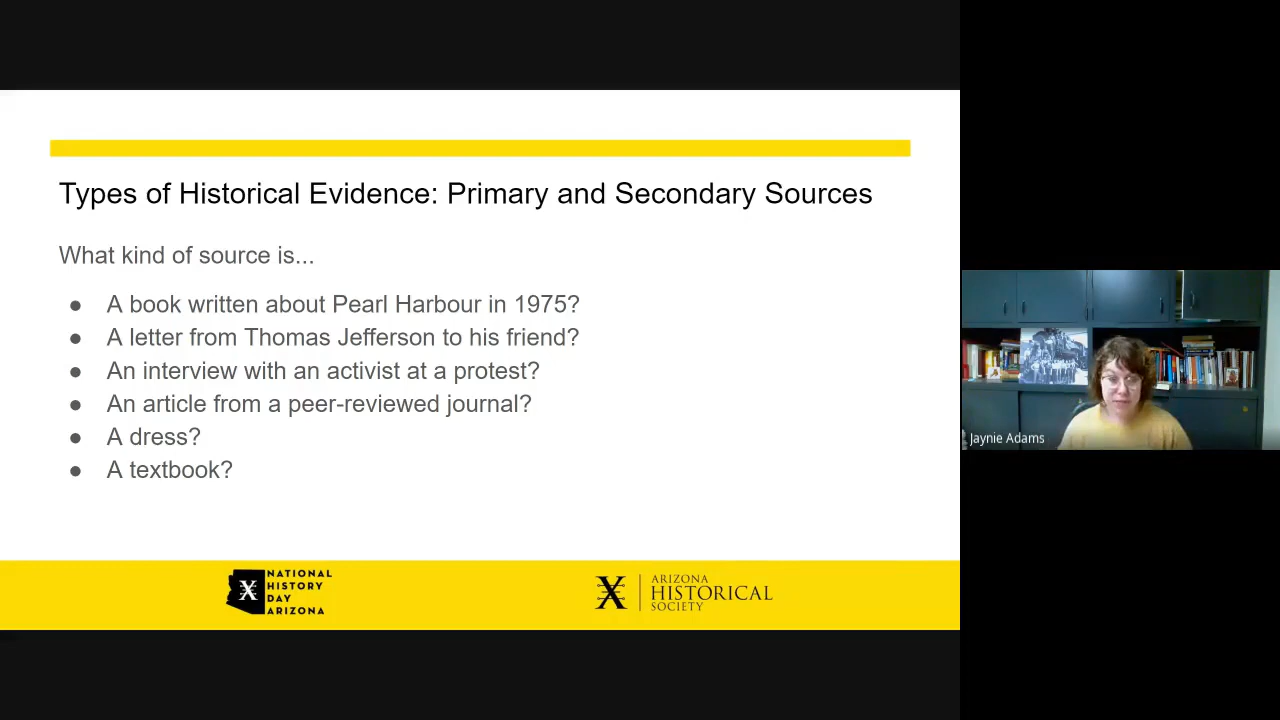 Types of Historical Evidence: Primary and Secondary Sources
What kind of source is...
● A book written about Pearl Harbour in 1975?
● A letter from Thomas Jefferson to his friend?
● An interview with an activist at a protest?
● An article from a peer-reviewed journal?
● A dress?
● A textbook?
NATIONAL
HISTORY
DAY
ARIZONA
ARIZONA
HISTORICAL
SOCIETY
Jaynie Adams